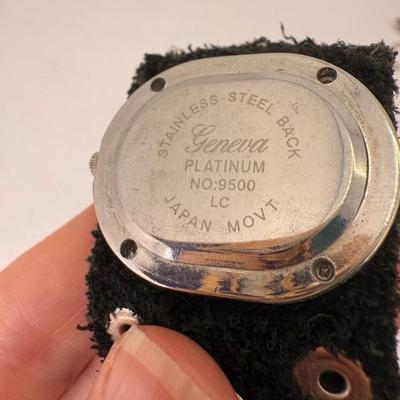 STAINLESS STEEL BACK
Geneva
PLATINUM
NO:9500
LC
JAPAN MOVT